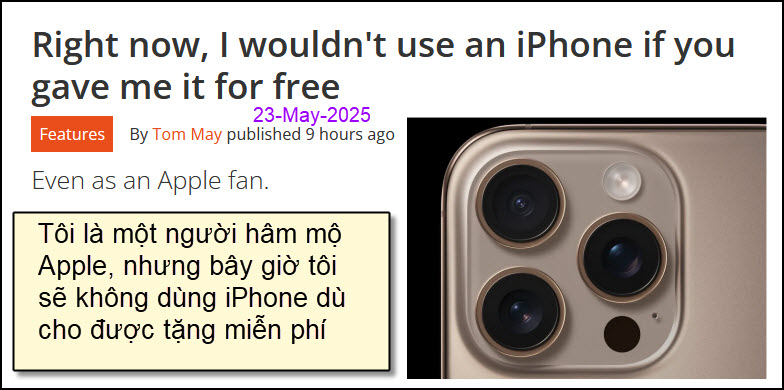 Right now, I wouldn't use an iPhone if you
gave me it for free
23-May-2025
Features By Tom May published 9 hours ago
Even as an Apple fan.
Tôi là một người hâm mộ
Apple, nhưng bây giờ tôi
sẽ không dùng iPhone dù
cho được tặng miễn phí